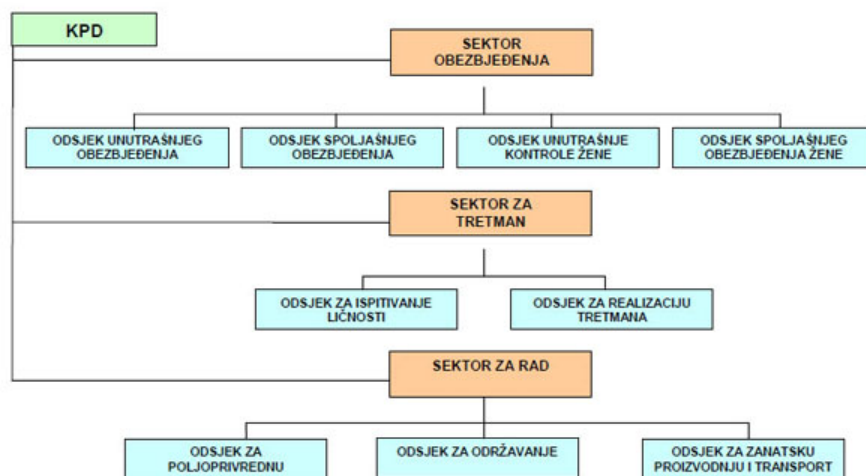 KPD
SEKTOR
OBEZBJEĐENJA
ODSJEK UNUTRAŠNJEG
OBEZBJEĐENJA
ODSJEK SPOLJAŠNJEG
OBEZBJEĐENJA
ODSJEK UNUTRAŠNJE
KONTROLE ŽENE
ODSJEK SPOLJAŠNJEG
OBEZBJEĐENJA ŽENE
SEKTOR ZA
TRETMAN
ODSJEK ZA ISPITIVANJE
LIČNOSTI
ODSJEK ZA REALIZACIJU
TRETMANA
SEKTOR ZA RAD
ODSJEK ZA
POLJOPRIVREDNU
ODSJEK ZA ODRŽAVANJE
ODSJEK ZA ZANATSKU
PROIZVODNJU I TRANSPORT